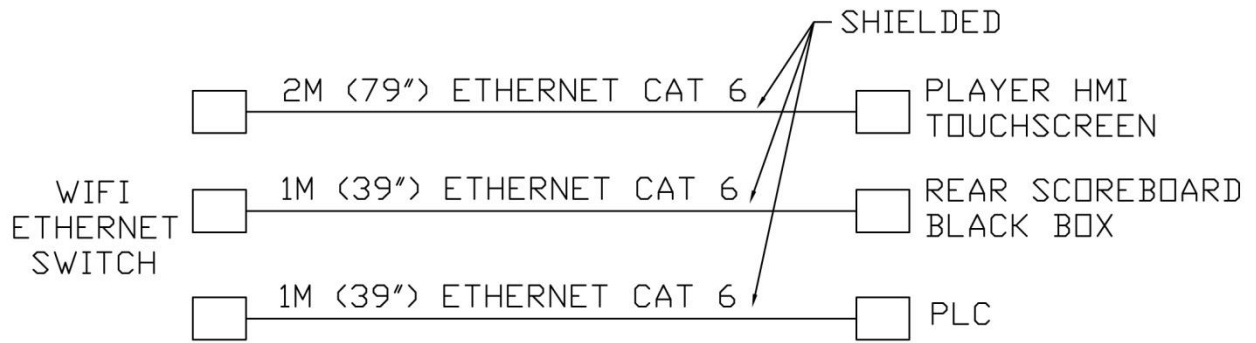 SHIELDED
2M (79") ETHERNET CAT 6
PLAYER HMI
TOUCHSCREEN
WIFI
ETHERNET
SWITCH
1M (39") ETHERNET CAT 6
REAR SCOREBOARD
BLACK BOX
1M (39") ETHERNET CAT 6
PLC